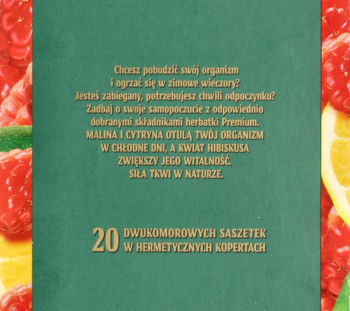 Chcesz pobudzić swój organizm
i ogrzać się w zimowe wieczory?
Jesteś zabiegany, potrzebujesz chwili odpoczynku?
Zadbaj o swoje samopoczucie z odpowiednio
dobranymi składnikami herbatki Premium.
MALINA I CYTRYNA OTULĄ TWÓJ ORGANIZM
W CHŁODNE DNI, A KWIAT HIBISKUSA
ZWIĘKSZY JEGO WITALNOŚĆ.
SIŁA TKWI W NATURZE.
20 DWUKOMOROWYCH SASZETEK
W HERMETYCZNYCH KOPERTACH